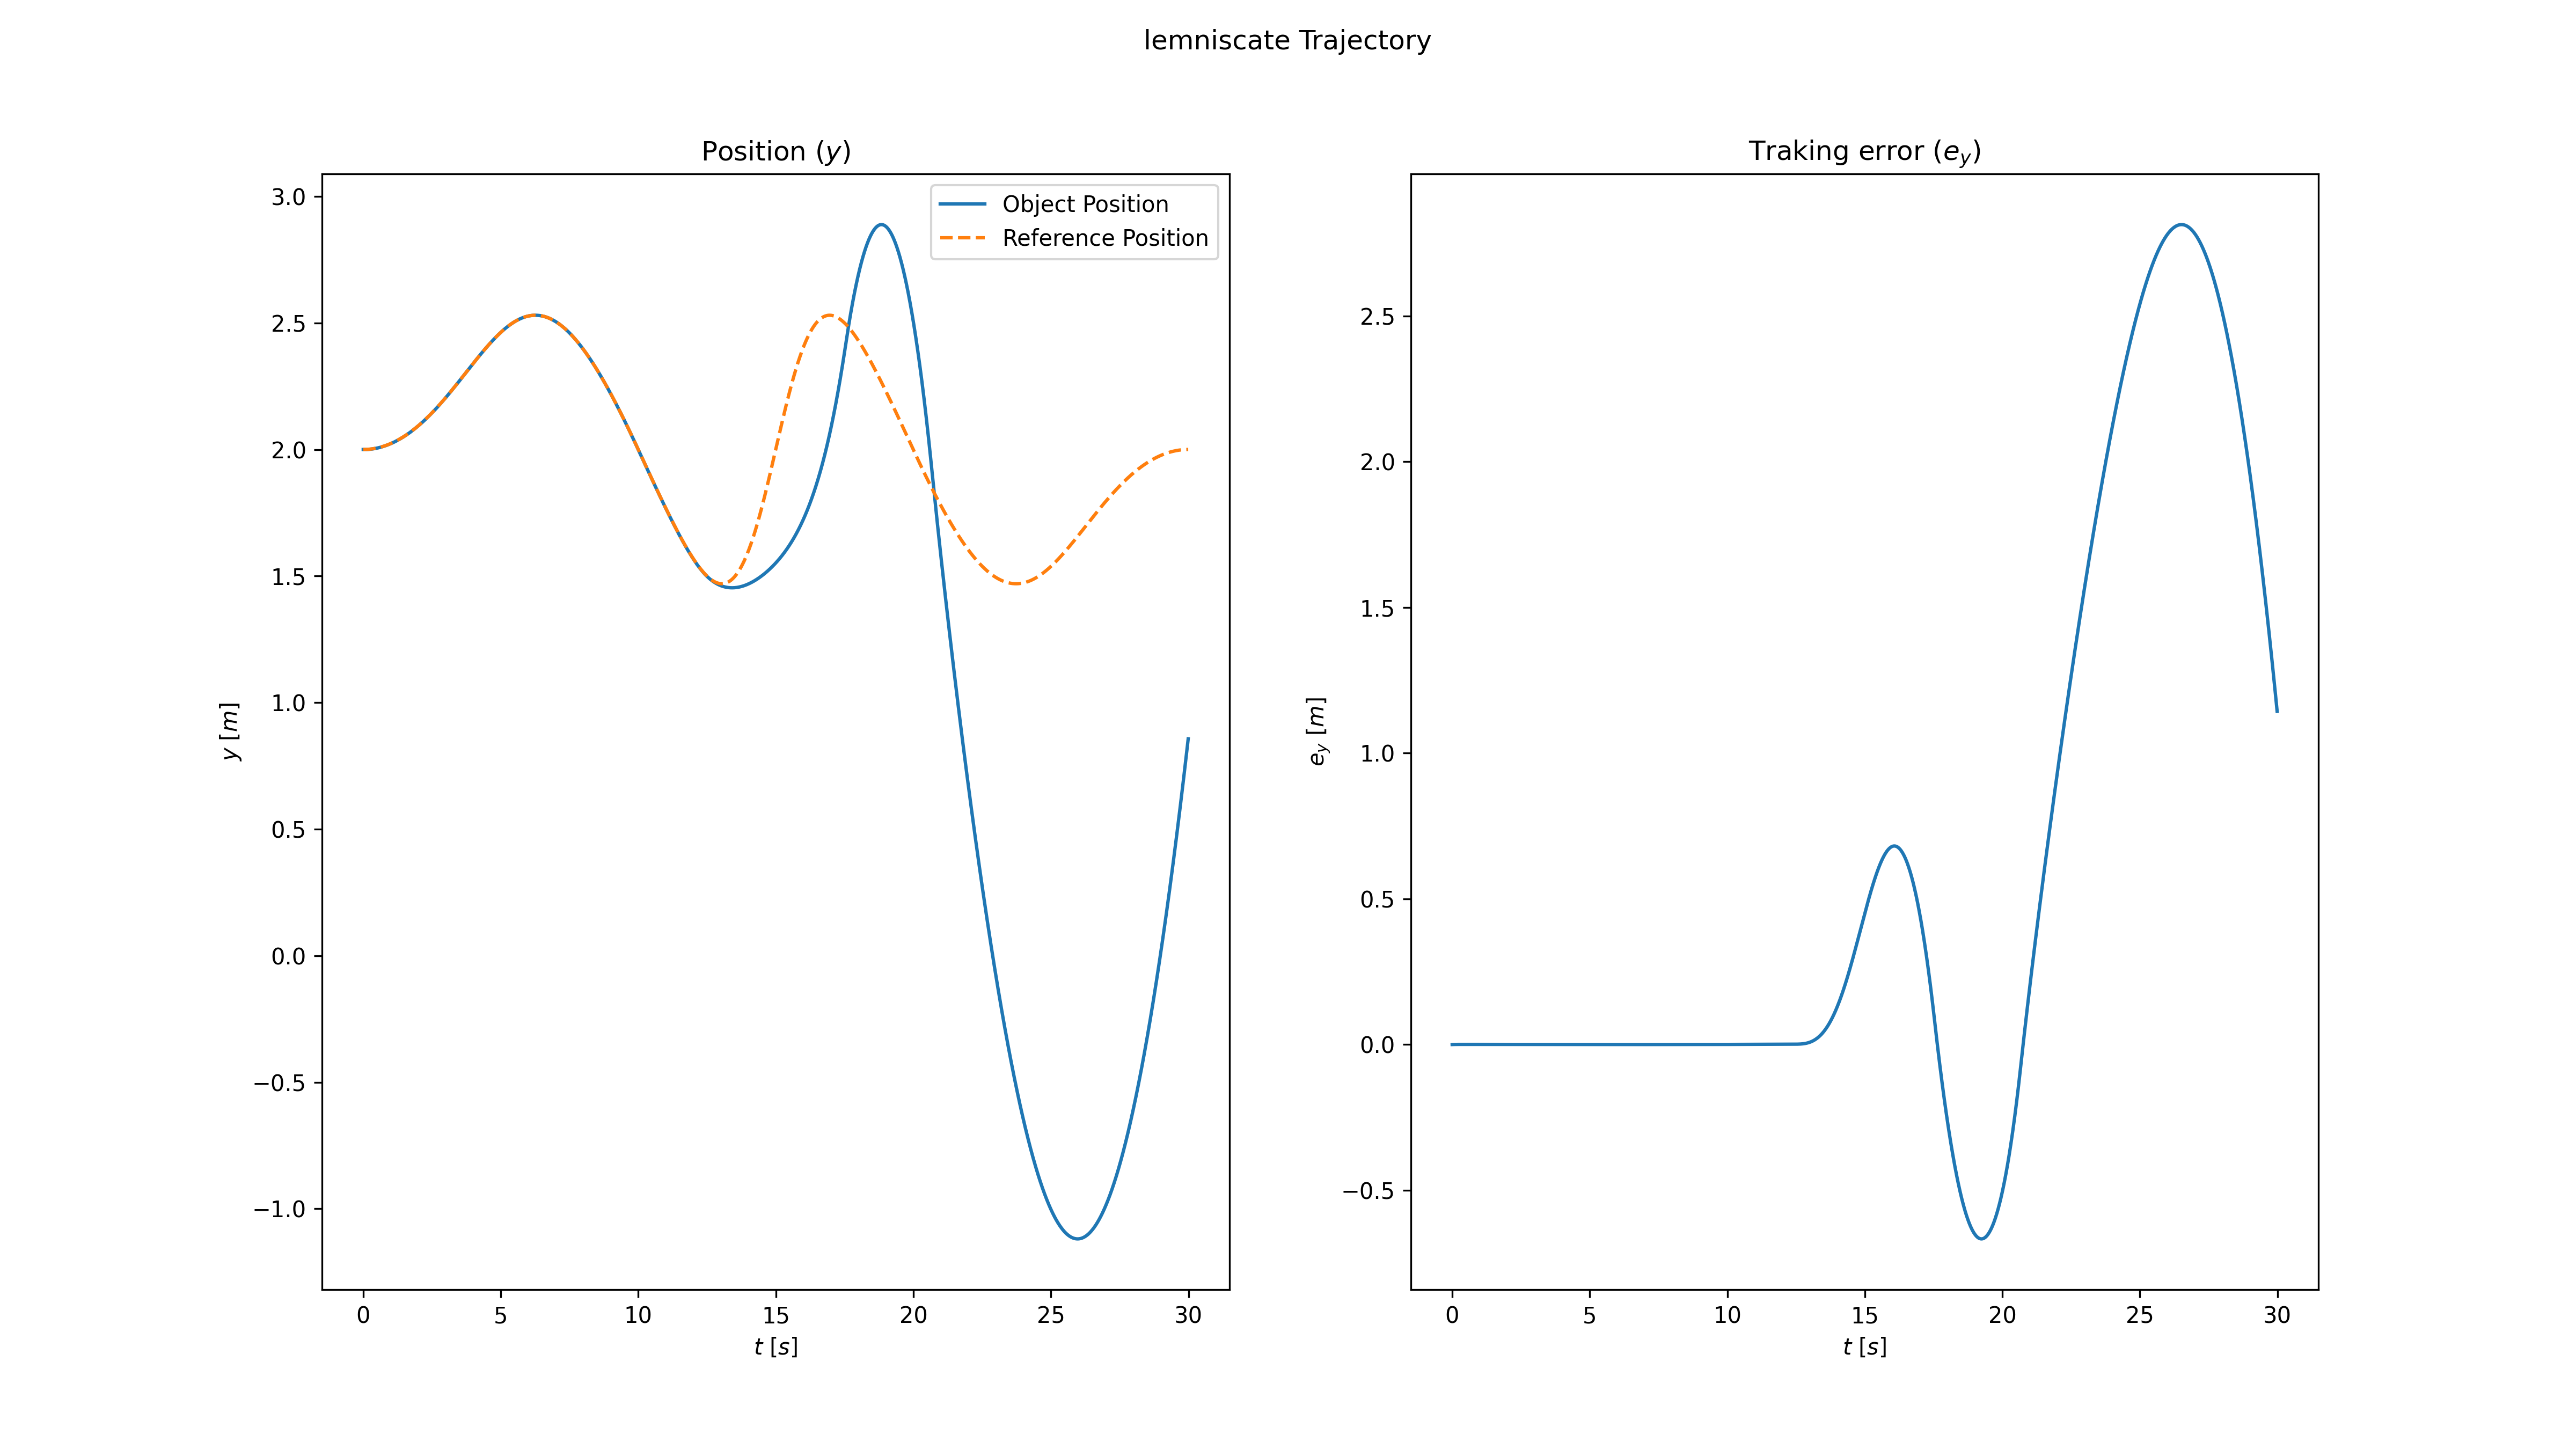 lemniscate Trajectory
Position (y)
3.0
2.5
2.0
1.5
1.0
0.5
0.0
−0.5
−1.0
y [m]
0 5 10 15 20 25 30
t [s]
Object Position
Reference Position
Traking error (e_y)
2.5
2.0
1.5
1.0
0.5
0.0
−0.5
e_y [m]
0 5 10 15 20 25 30
t [s]